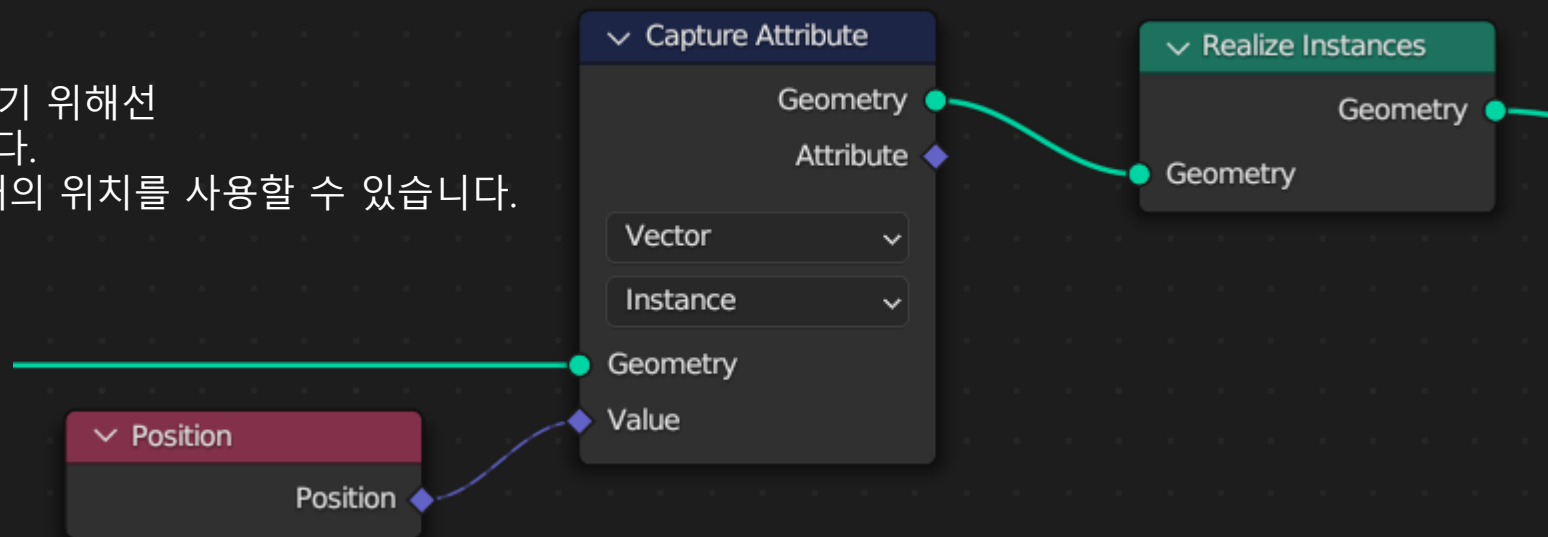 기 위해선
다.
의 위치를 사용할 수 있습니다.
Capture Attribute
Geometry
Attribute
Vector
Instance
Geometry
Value
Realize Instances
Geometry
Geometry
Position
Position